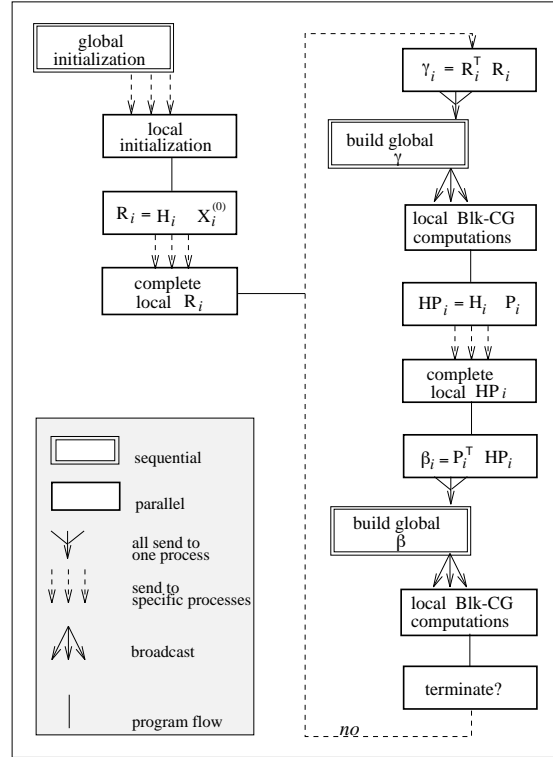 global
initialization
local
initialization
R_i = H_i X_i^(0)
complete
local R_i
γ_i = R_i^T R_i
build global
γ
local Blk-CG
computations
HP_i = H_i P_i
complete
local HP_i
β_i = P_i^T HP_i
build global
β
local Blk-CG
computations
terminate?
no
sequential
parallel
all send to
one process
send to
specific processes
broadcast
program flow